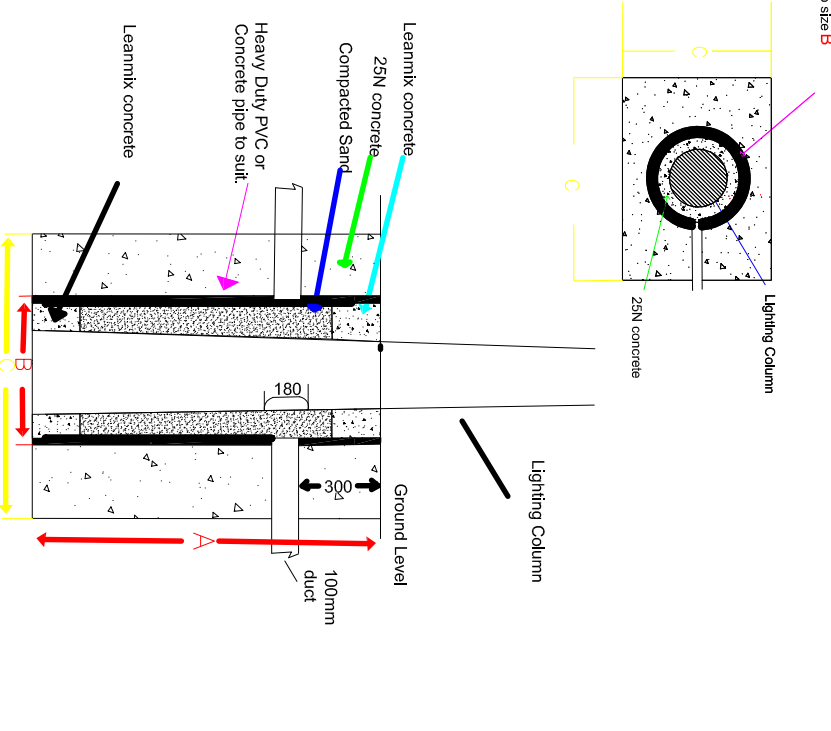 size B
C
C
Lighting Column
25N concrete
Leanmix concrete
25N concrete
Compacted Sand
Heavy Duty PVC or
Concrete pipe to suit.
Leanmix concrete
Lighting Column
Ground Level
300
180
100mm
duct
A
B
C